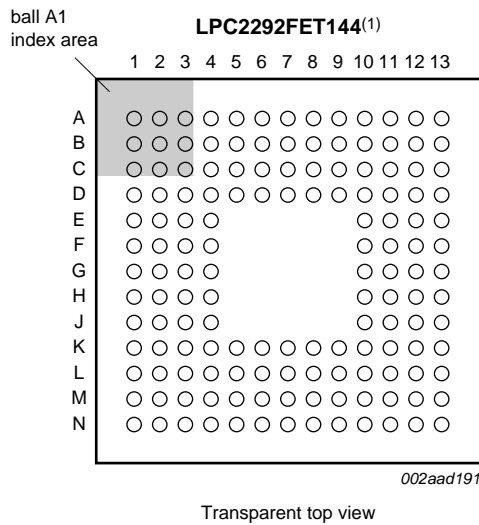 ball A1
index area
LPC2292FET144(1)
1 2 3 4 5 6 7 8 9 10 11 12 13
A
B
C
D
E
F
G
H
J
K
L
M
N
002aad191
Transparent top view